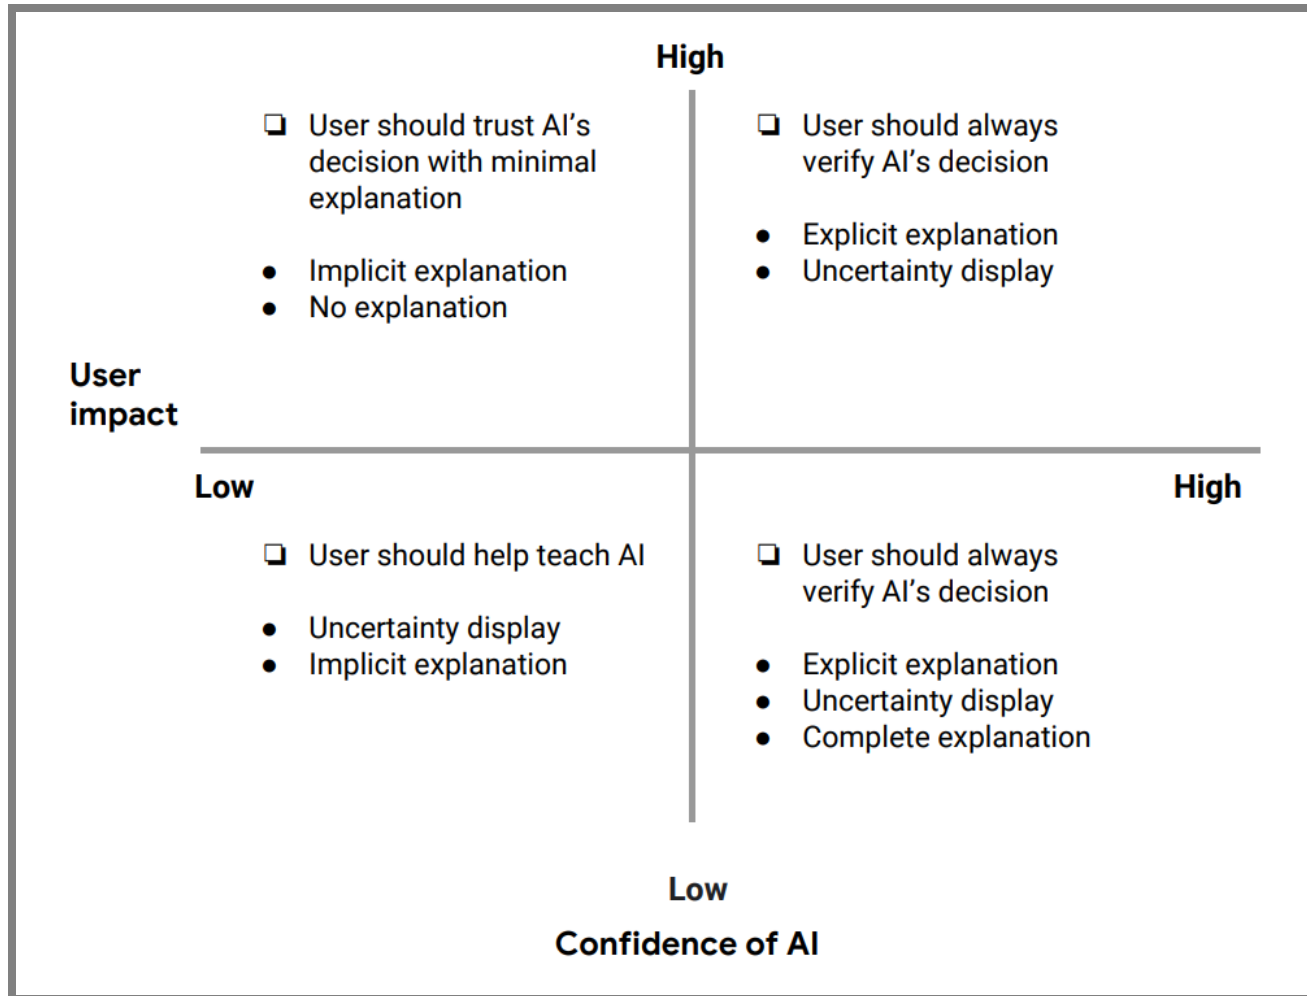 High
❏ User should trust AI’s
decision with minimal
explanation
● Implicit explanation
● No explanation
❏ User should always
verify AI’s decision
● Explicit explanation
● Uncertainty display
User
impact
Low
High
❏ User should help teach AI
● Uncertainty display
● Implicit explanation
❏ User should always
verify AI’s decision
● Explicit explanation
● Uncertainty display
● Complete explanation
Low
Confidence of AI